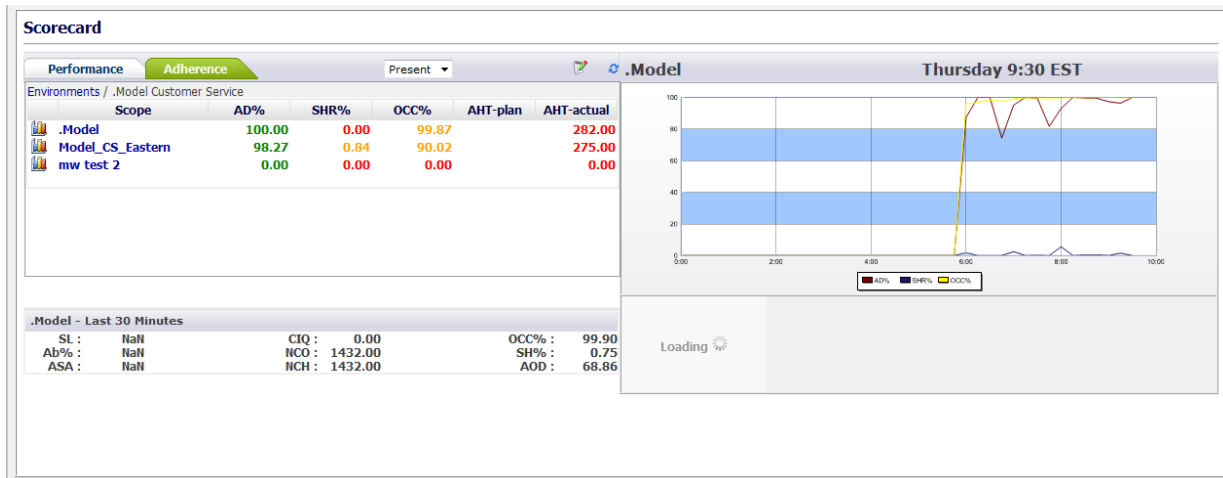 Scorecard
Performance Adherence Present
Environments / .Model Customer Service
Scope AD% SHR% OCC% AHT-plan AHT-actual
.Model 100.00 0.00 99.87 282.00
Model_CS_Eastern 98.27 0.84 90.02 275.00
mw test 2 0.00 0.00 0.00 0.00
.Model - Last 30 Minutes
SL : NaN CIQ : 0.00 OCC% : 99.90
Ab% : NaN NCO : 1432.00 SH% : 0.75
ASA : NaN NCH : 1432.00 AOD : 68.86
.Model Thursday 9:30 EST
100
80
60
40
20
0
0:00 2:00 4:00 6:00 8:00 10:00
AD% SHR% OCC%
Loading